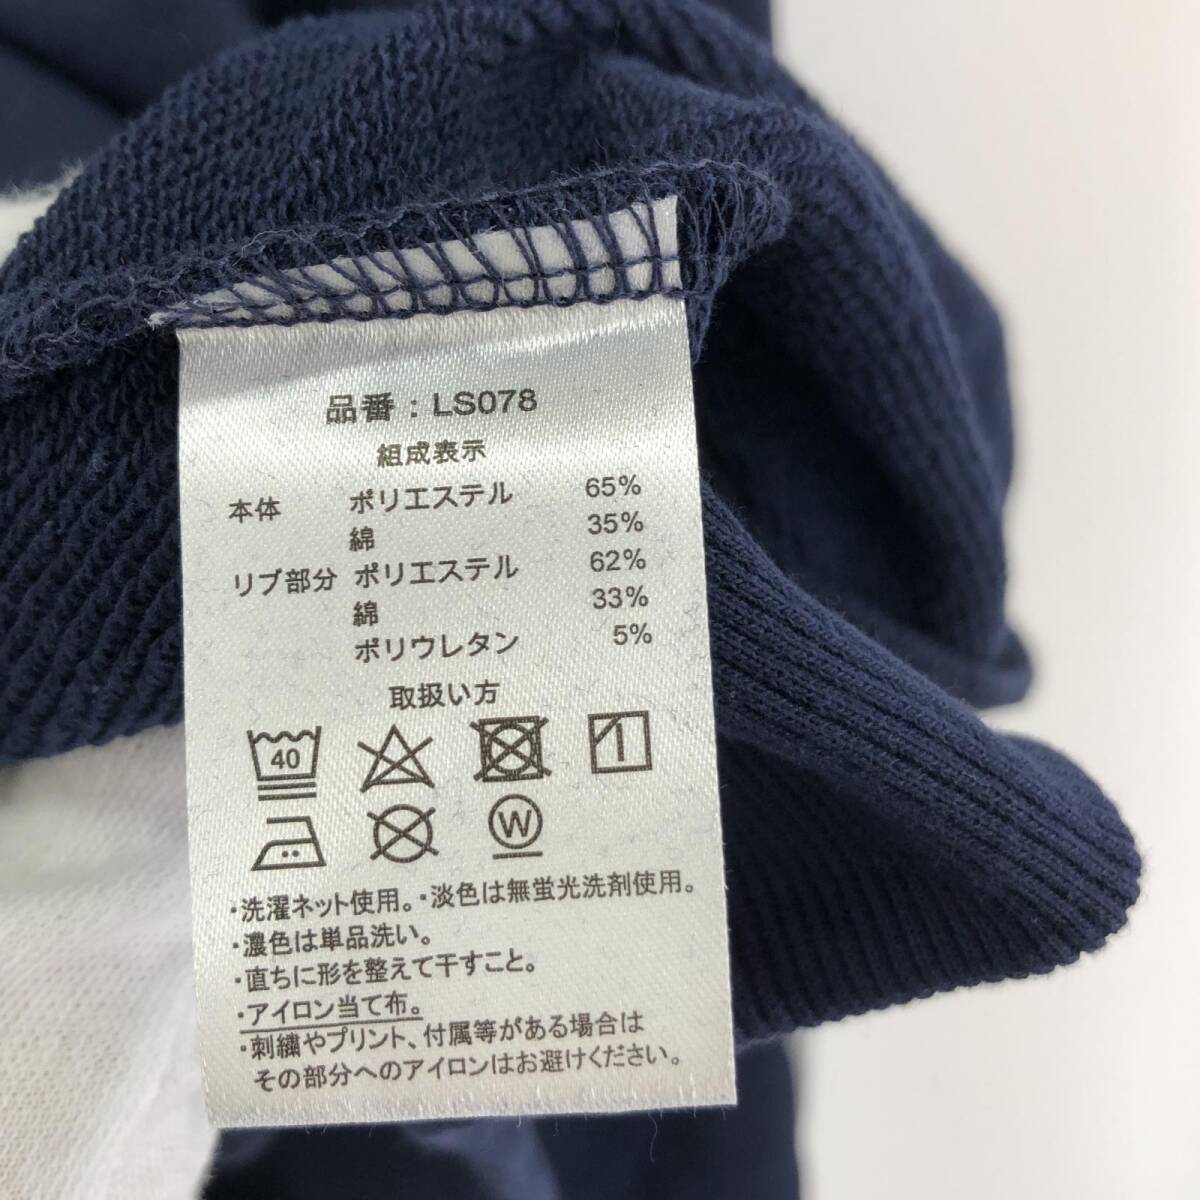 品番 : LS078
組成表示
本体 ポリエステル 65%
綿 35%
リブ部分 ポリエステル 62%
綿 33%
ポリウレタン 5%
取扱い方
40
W
・洗濯ネット使用。・淡色は無蛍光洗剤使用。
・濃色は単品洗い。
・直ちに形を整えて干すこと。
・アイロン当て布。
・刺繍やプリント、付属等がある場合は
その部分へのアイロンはお避けください。